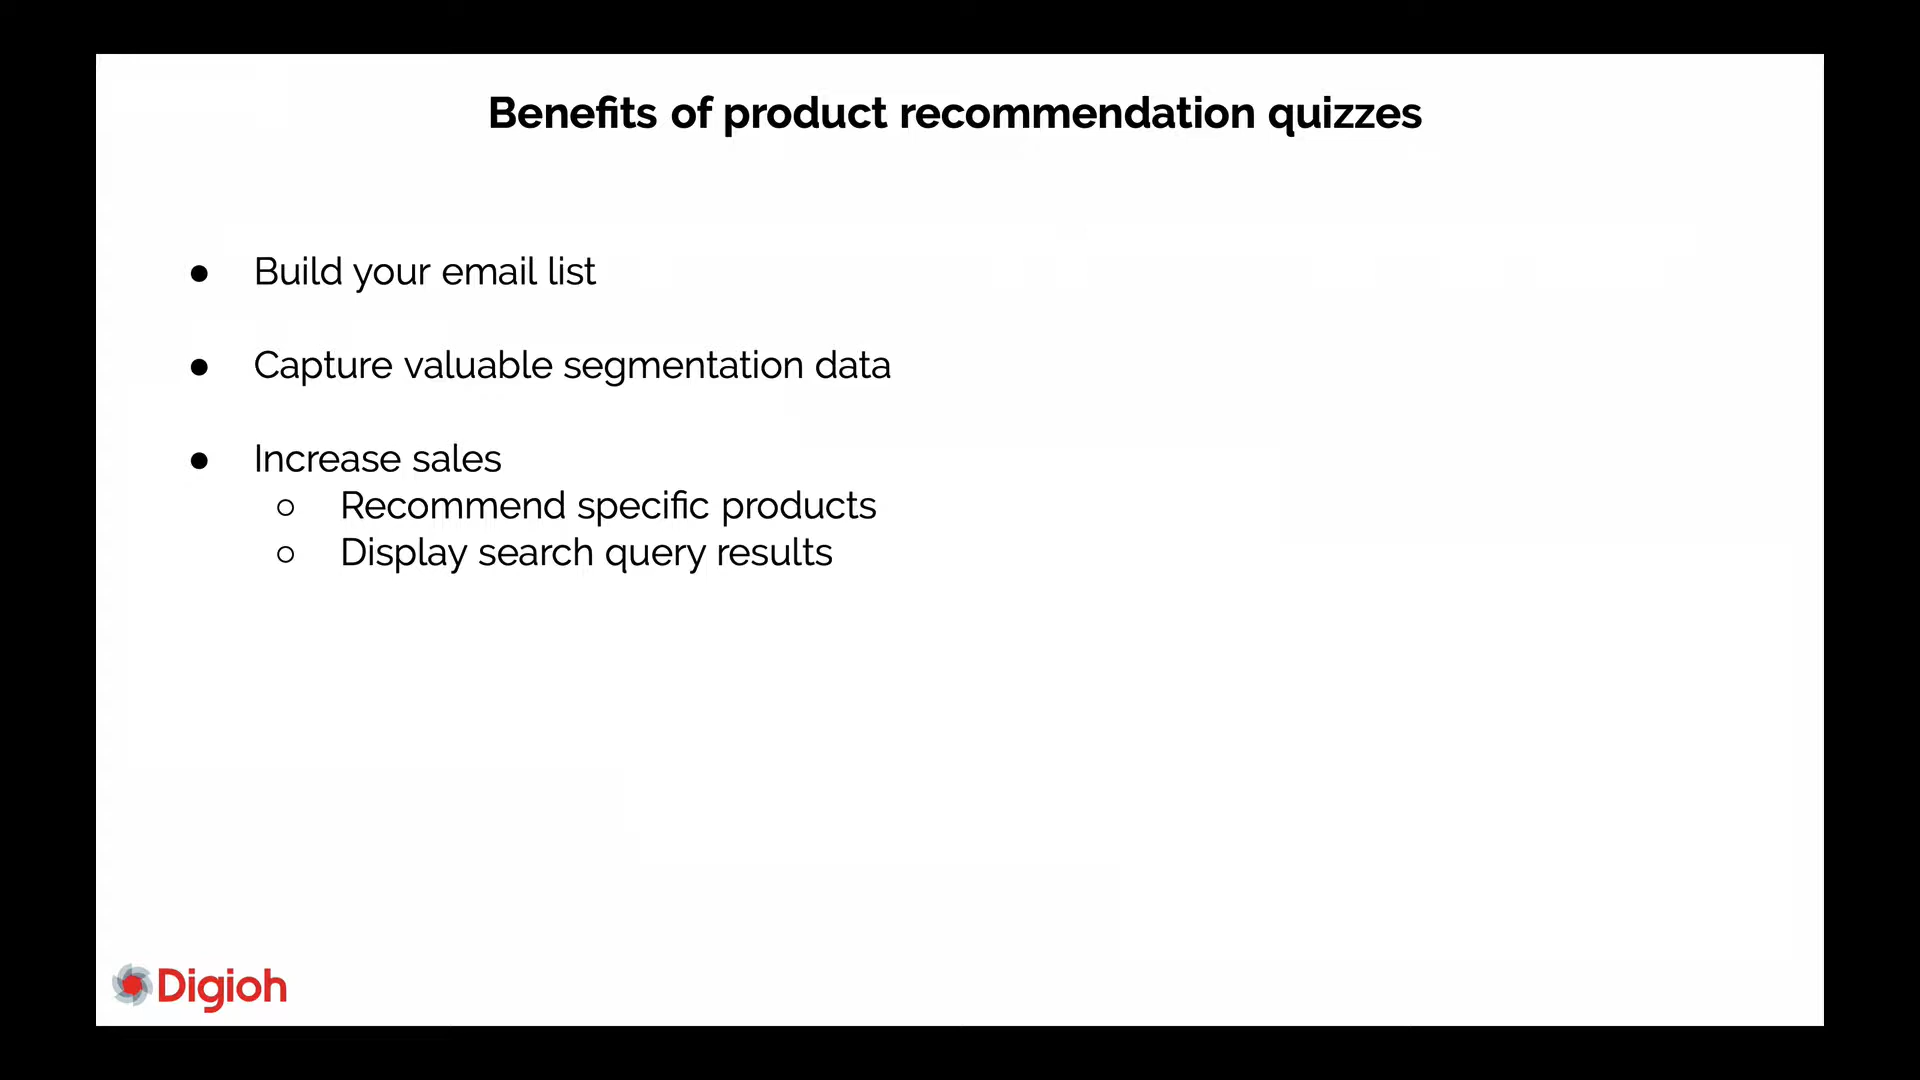 Benefits of product recommendation quizzes
● Build your email list
● Capture valuable segmentation data
● Increase sales
○ Recommend specific products
○ Display search query results
Digioh